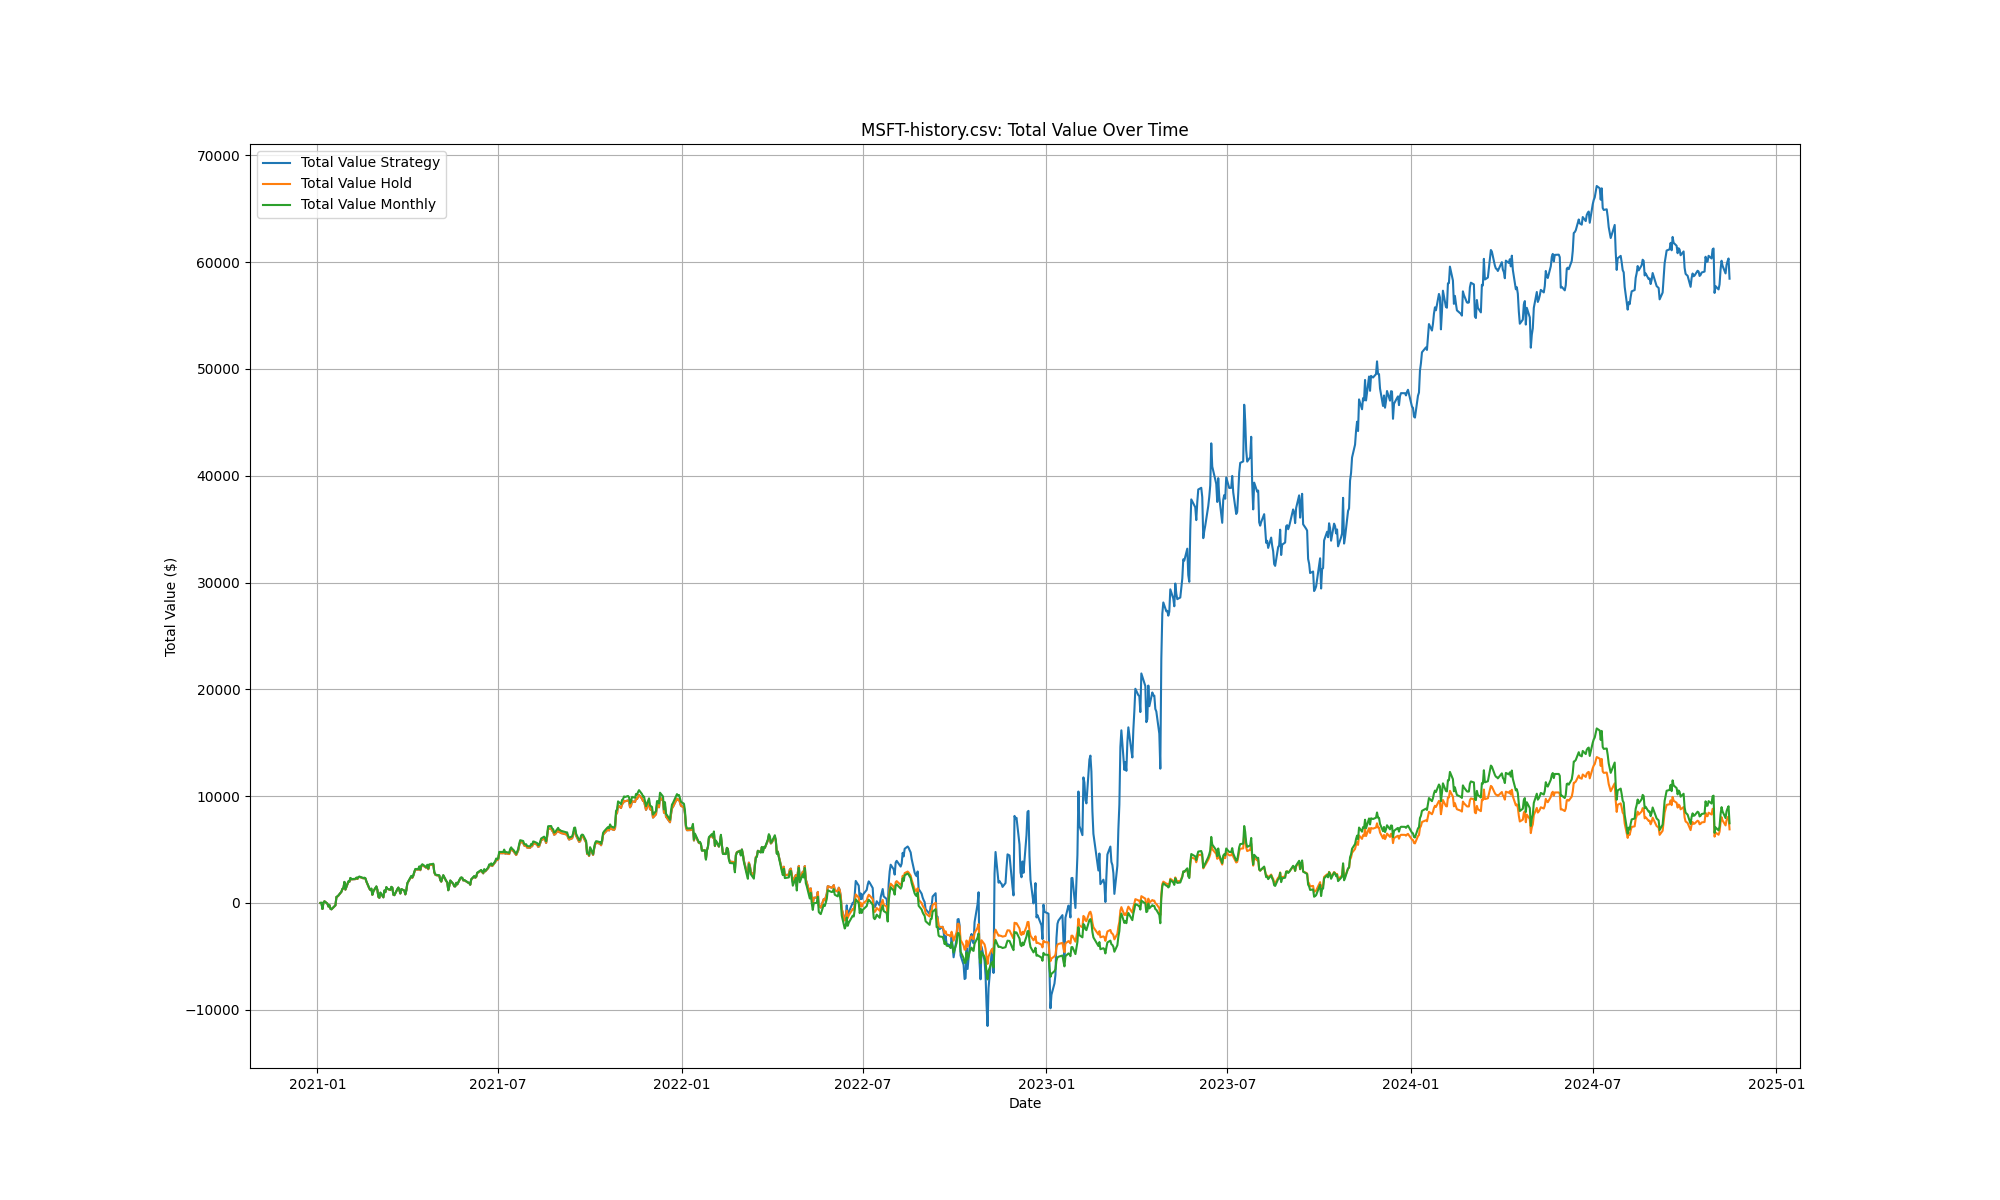 MSFT-history.csv: Total Value Over Time
Total Value Strategy
Total Value Hold
Total Value Monthly
70000
60000
50000
40000
30000
20000
10000
0
−10000
Total Value ($)
2021-01 2021-07 2022-01 2022-07 2023-01 2023-07 2024-01 2024-07 2025-01
Date